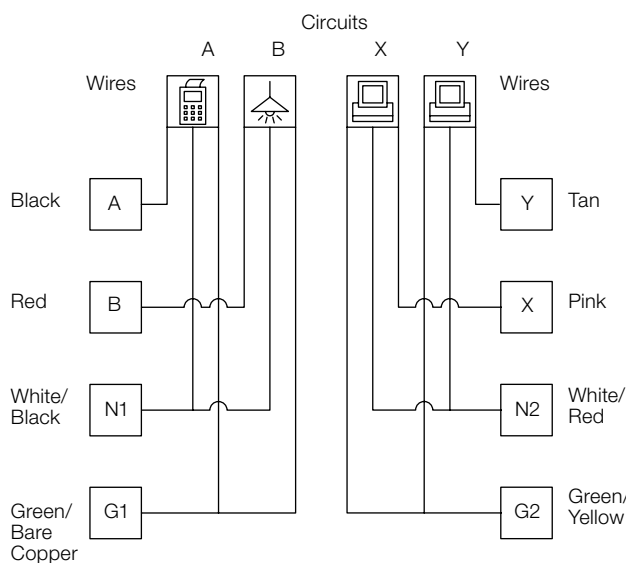 Circuits
A B X Y
Wires Wires
Black A Y Tan
Red B X Pink
White/
Black N1 N2 White/
Red
Green/
Bare
Copper G1 G2 Green/
Yellow